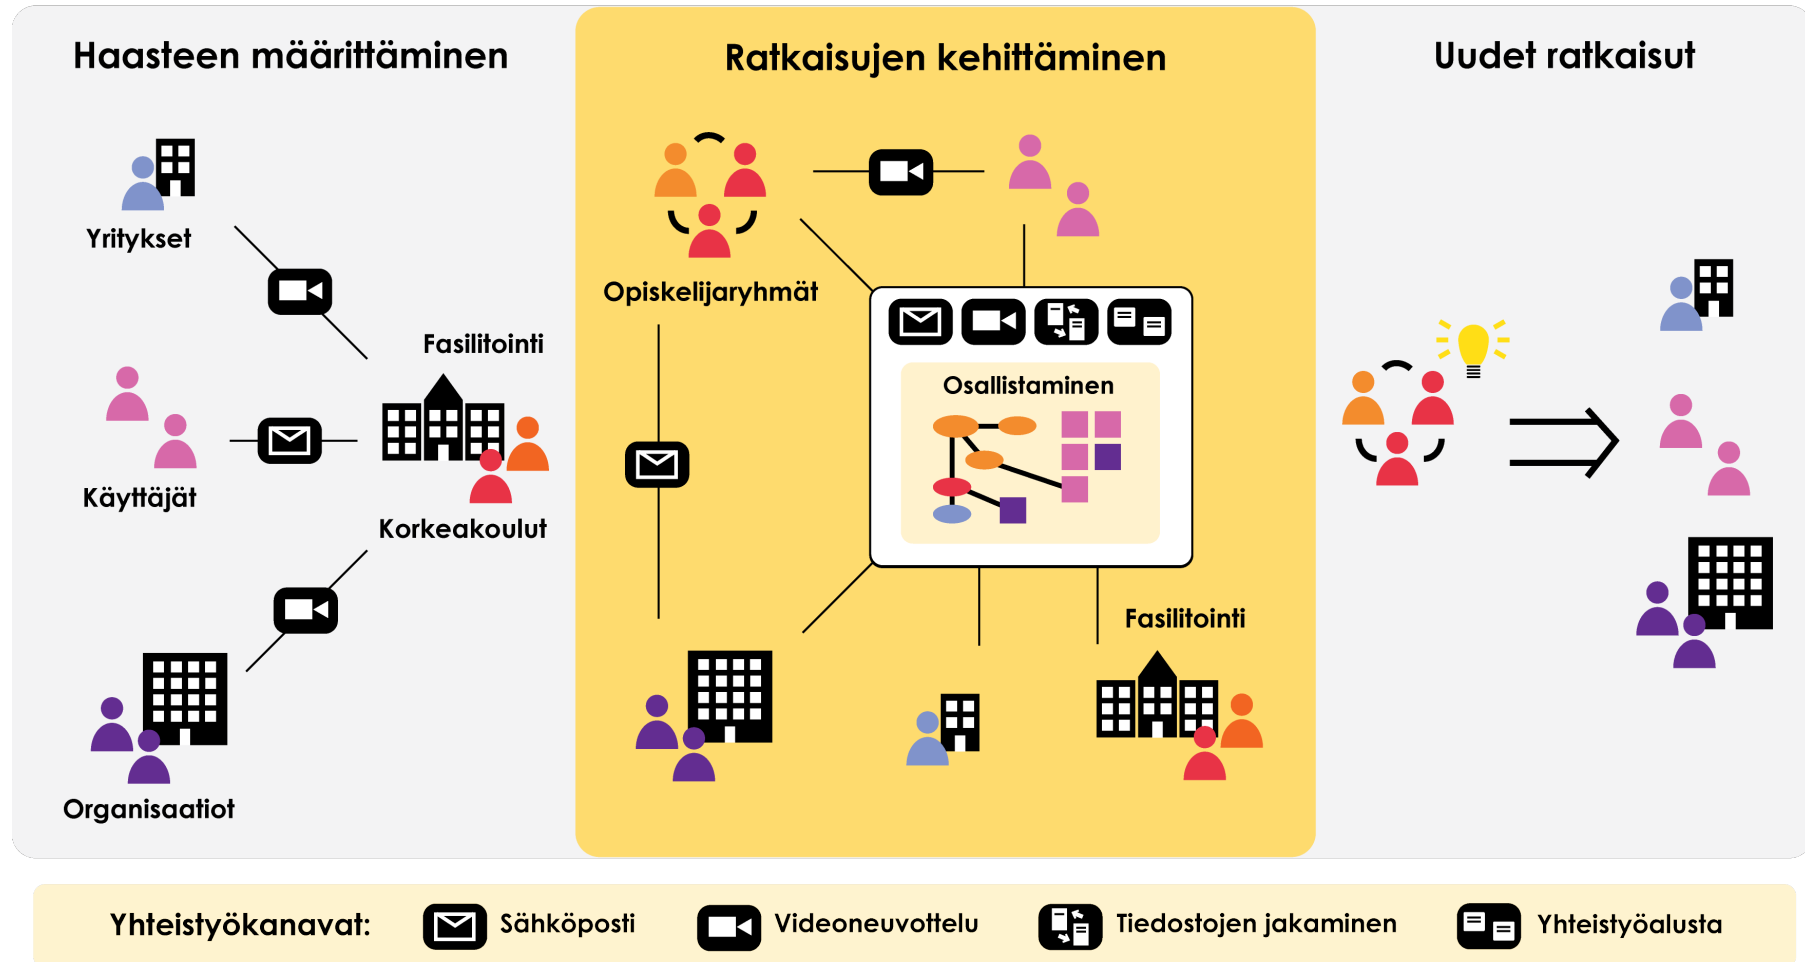 Haasteen määrittäminen
Yritykset
Fasilitointi
Käyttäjät
Korkeakoulut
Organisaatiot
Ratkaisujen kehittäminen
Opiskelijaryhmät
Osallistaminen
Fasilitointi
Uudet ratkaisut
Yhteistyökanavat: Sähköposti Videoneuvottelu Tiedostojen jakaminen Yhteistyöalusta